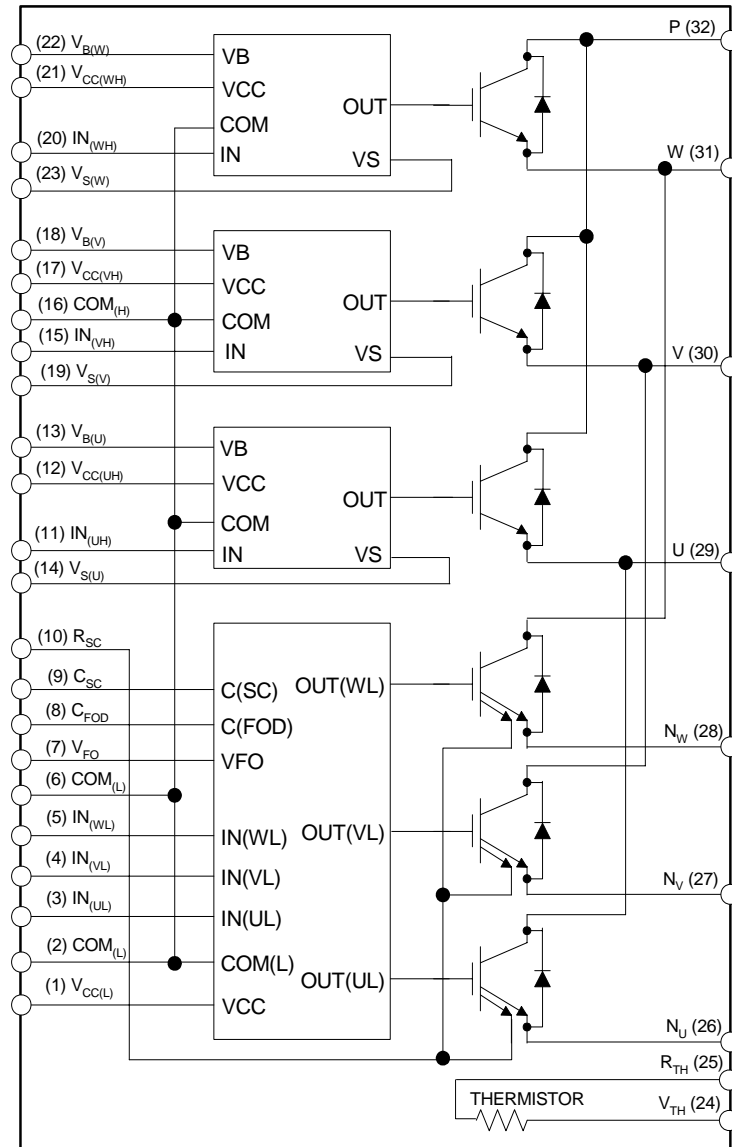 (22) V_B(W)
(21) V_CC(WH)
(20) IN_(WH)
(23) V_S(W)
VB
VCC
COM
IN
OUT
VS
P (32)
W (31)
(18) V_B(V)
(17) V_CC(VH)
(16) COM_(H)
(15) IN_(VH)
(19) V_S(V)
VB
VCC
COM
IN
OUT
VS
V (30)
(13) V_B(U)
(12) V_CC(UH)
(11) IN_(UH)
(14) V_S(U)
VB
VCC
COM
IN
OUT
VS
U (29)
(10) R_SC
(9) C_SC
(8) C_FOD
(7) V_FO
(6) COM_(L)
(5) IN_(WL)
(4) IN_(VL)
(3) IN_(UL)
(2) COM_(L)
(1) V_CC(L)
C(SC)
C(FOD)
VFO
IN(WL)
IN(VL)
IN(UL)
COM(L)
VCC
OUT(WL)
OUT(VL)
OUT(UL)
N_W (28)
N_V (27)
N_U (26)
R_TH (25)
THERMISTOR
V_TH (24)